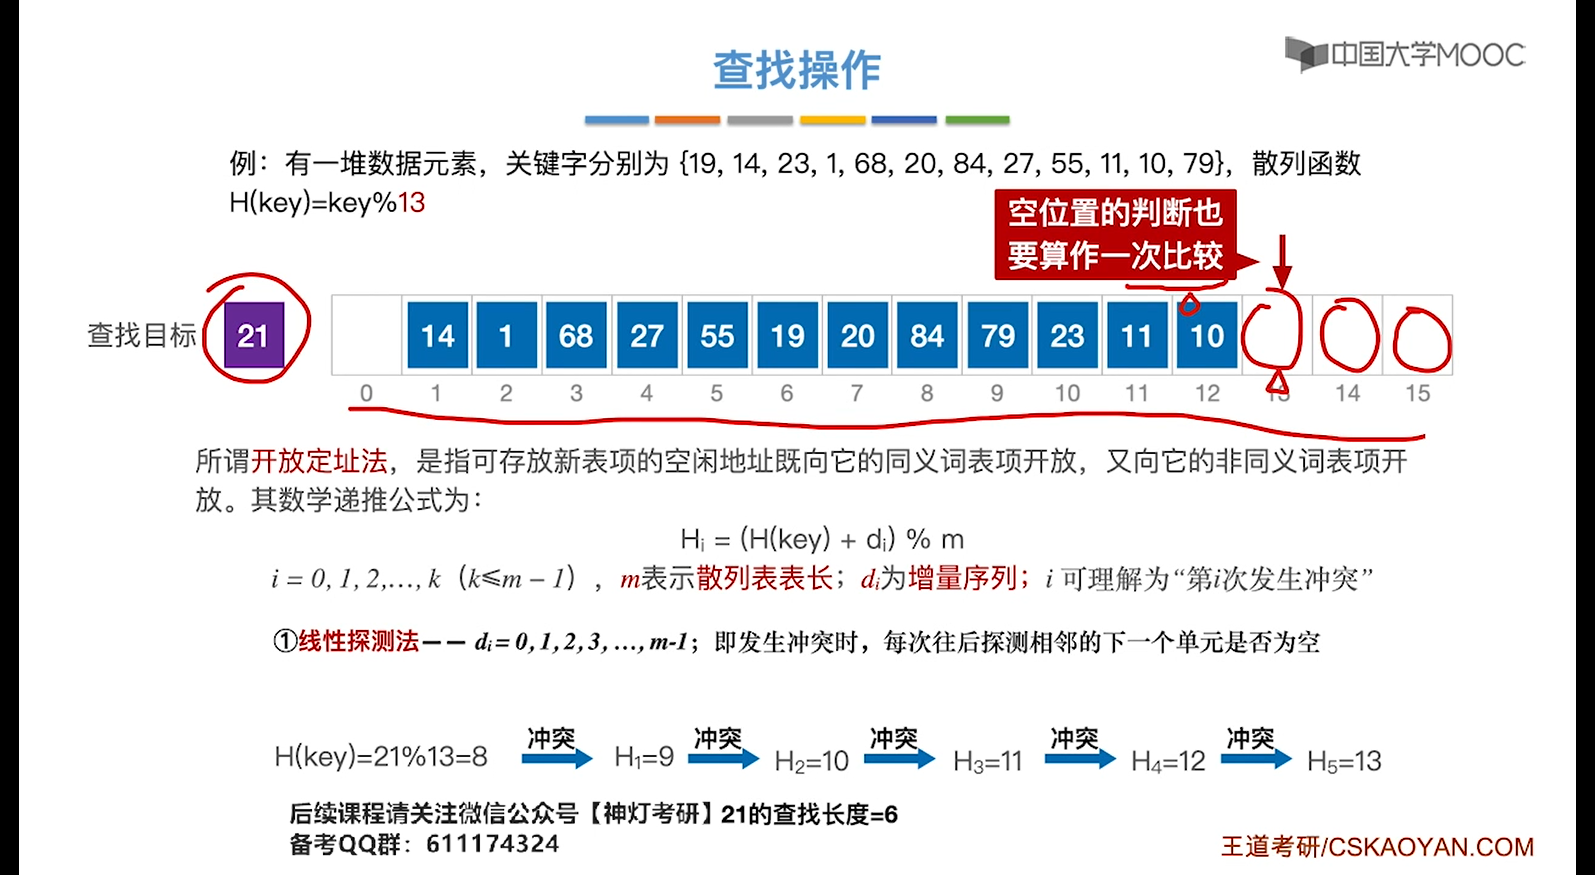 查找操作
中国大学MOOC
例：有一堆数据元素，关键字分别为 {19, 14, 23, 1, 68, 20, 84, 27, 55, 11, 10, 79}，散列函数
H(key)=key%13
空位置的判断也
要算作一次比较
查找目标 21 14 1 68 27 55 19 20 84 79 23 11 10
0 1 2 3 4 5 6 7 8 9 10 11 12 13 14 15
所谓开放定址法，是指可存放新表项的空闲地址既向它的同义词表项开放，又向它的非同义词表项开
放。其数学递推公式为：
Hᵢ = (H(key) + dᵢ) % m
i = 0, 1, 2,…, k（k≤m − 1），m表示散列表表长；dᵢ为增量序列；i 可理解为“第i次发生冲突”
①线性探测法—— dᵢ = 0, 1, 2, 3, …, m-1；即发生冲突时，每次往后探测相邻的下一个单元是否为空
冲突 冲突 冲突 冲突 冲突
H(key)=21%13=8 H₁=9 H₂=10 H₃=11 H₄=12 H₅=13
后续课程请关注微信公众号【神灯考研】21的查找长度=6
备考QQ群：611174324
王道考研/CSKAOYAN.COM